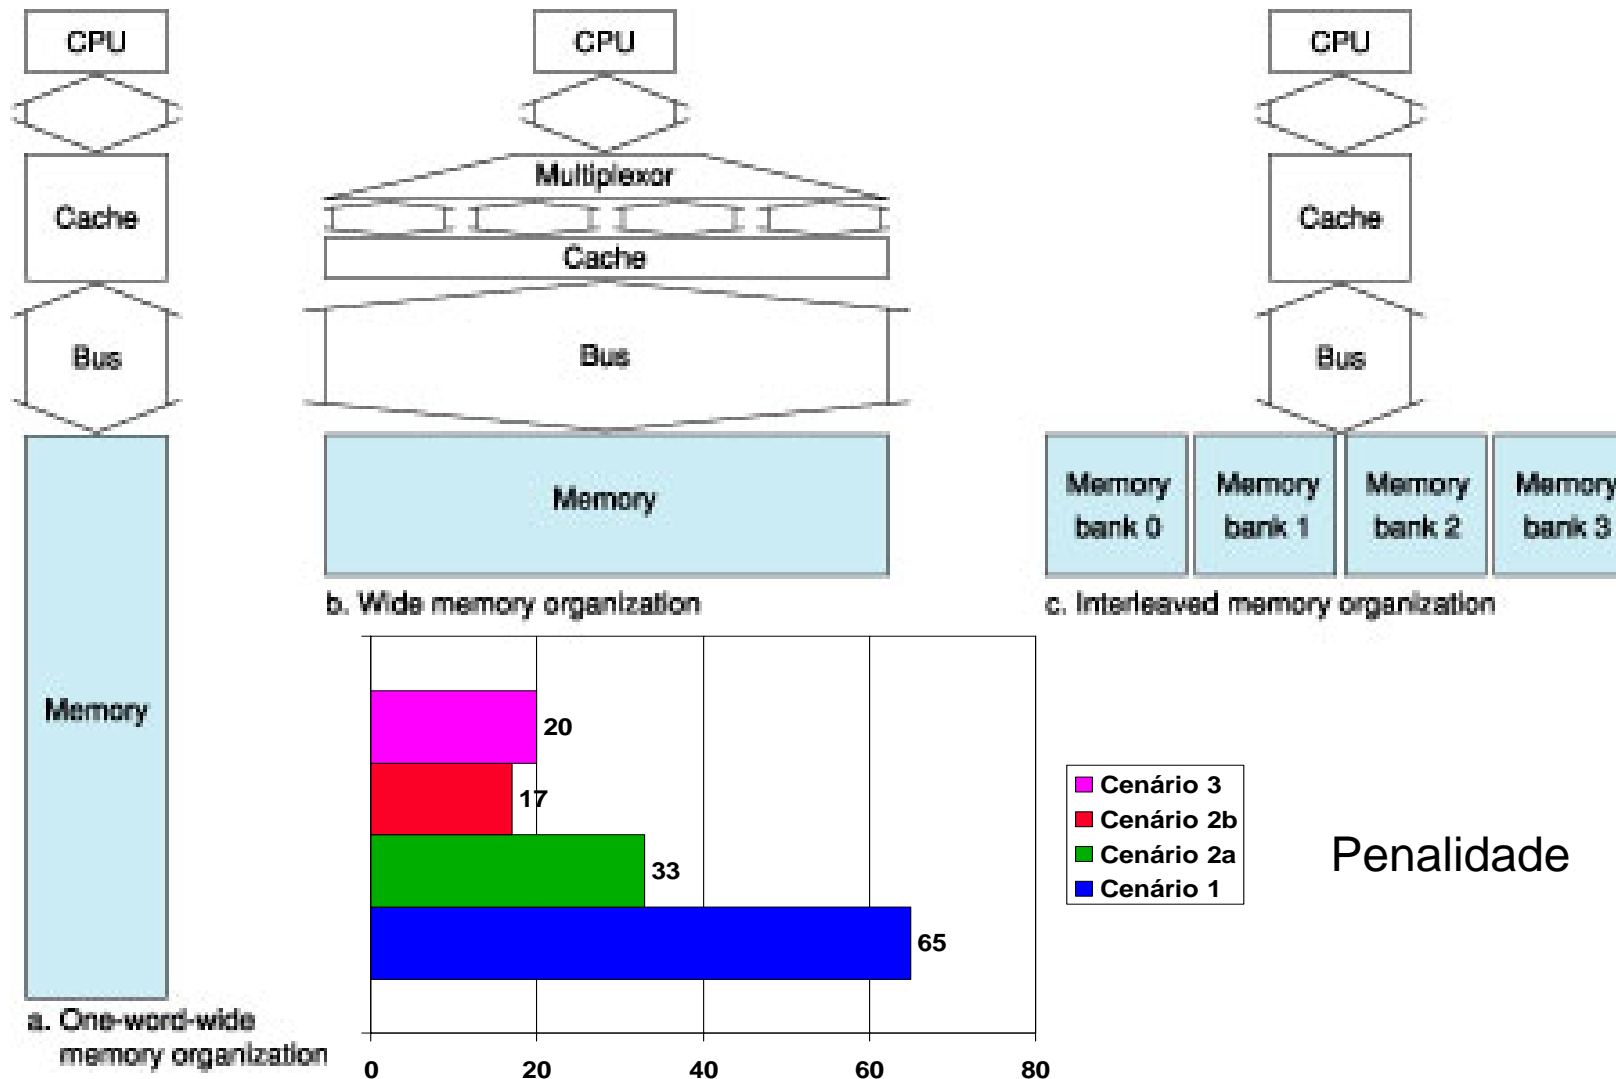 CPU
Cache
Bus
Memory
a. One-word-wide
memory organization
CPU
Multiplexor
Cache
Bus
Memory
b. Wide memory organization
CPU
Cache
Bus
Memory
bank 0
Memory
bank 1
Memory
bank 2
Memory
bank 3
c. Interleaved memory organization
20
17
33
65
0 20 40 60 80
Cenário 3
Cenário 2b
Cenário 2a
Cenário 1
Penalidade